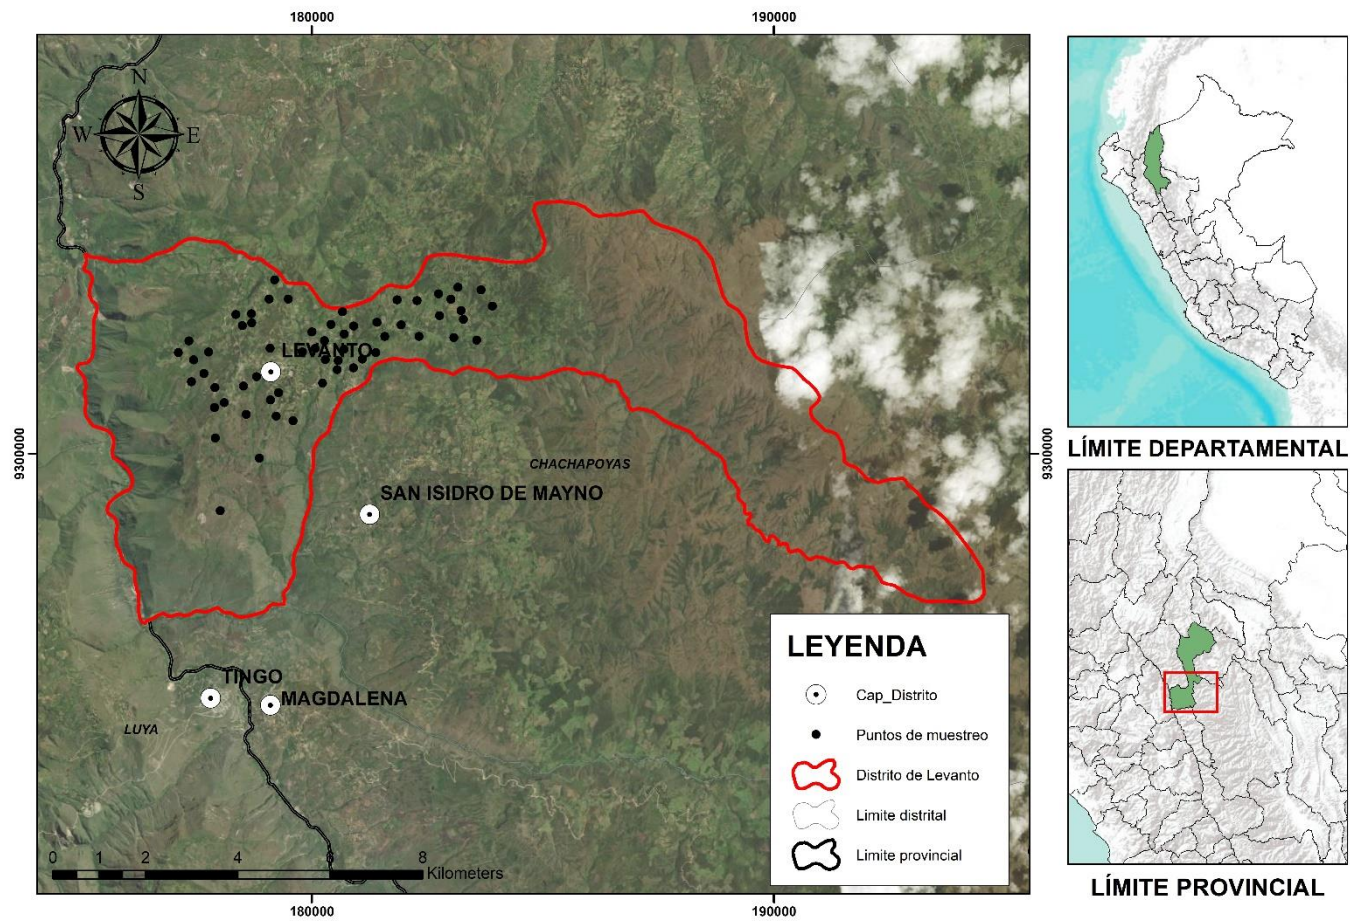 180000
190000
N
W
E
S
LEVANTO
9300000
9300000
CHACHAPOYAS
SAN ISIDRO DE MAYNO
TINGO
MAGDALENA
LUYA
0
1
2
4
6
8
Kilometers
180000
190000
LEYENDA
Cap_Distrito
Puntos de muestreo
Distrito de Levanto
Limite distrital
Limite provincial
LÍMITE DEPARTAMENTAL
LÍMITE PROVINCIAL